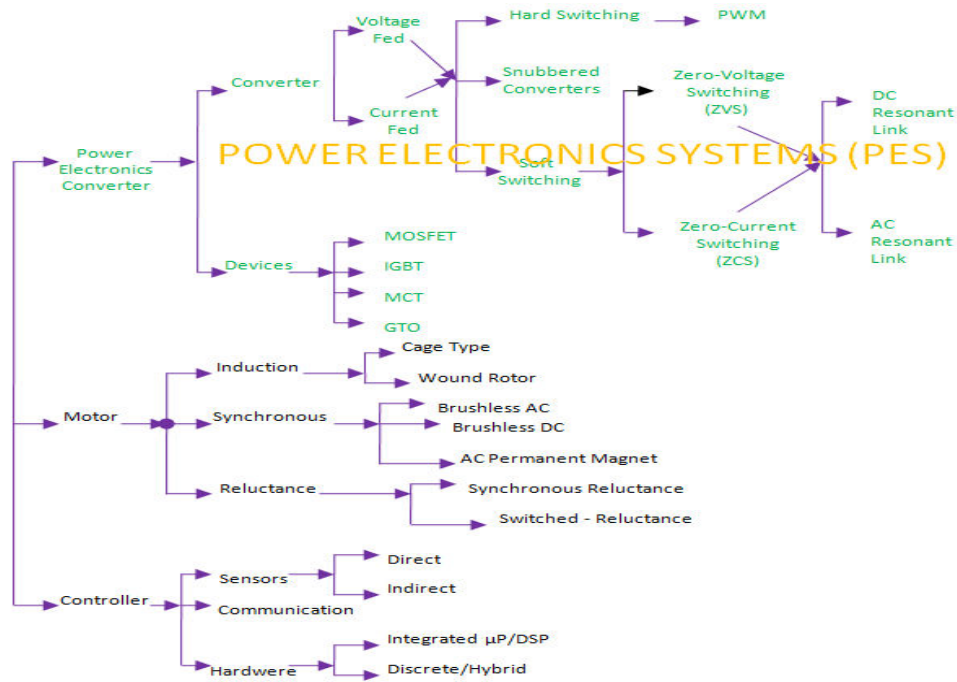 Hard Switching
PWM
Voltage
Fed
Converter
Snubbered
Converters
Zero-Voltage
Switching
(ZVS)
Current
Fed
DC
Resonant
Link
POWER ELECTRONICS SYSTEMS (PES)
Power
Electronics
Converter
Soft
Switching
Zero-Current
Switching
(ZCS)
AC
Resonant
Link
Devices
MOSFET
IGBT
MCT
GTO
Motor
Induction
Cage Type
Wound Rotor
Synchronous
Brushless AC
Brushless DC
AC Permanent Magnet
Reluctance
Synchronous Reluctance
Switched - Reluctance
Controller
Sensors
Direct
Indirect
Communication
Hardwere
Integrated µP/DSP
Discrete/Hybrid